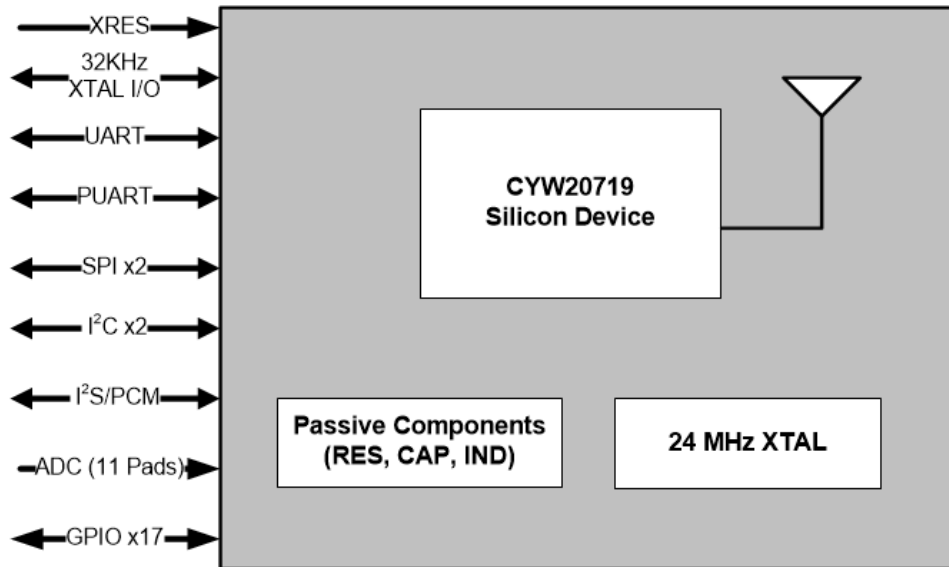 XRES
32KHz
XTAL I/O
UART
PUART
SPI x2
I²C x2
I²S/PCM
ADC (11 Pads)
GPIO x17
CYW20719
Silicon Device
Passive Components
(RES, CAP, IND)
24 MHz XTAL